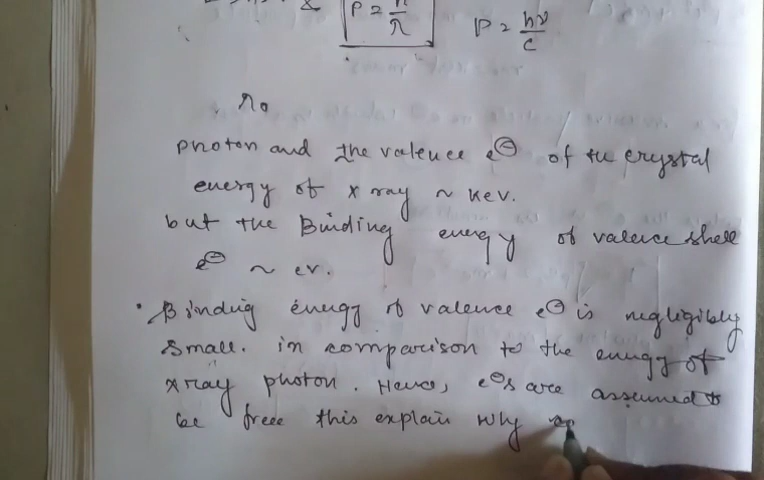 & P = h/λ P = hν/c
λo
photon and the valence e⊖ of the crystal
energy of x ray ~ kev.
but the Binding energy of valence shell
e⊖ ~ ev.
• Binding energy of valence e⊖ is negligibly
small. in comparison to the energy of
xray photon. Hence, e⊖s are assumed to
be free this explain why